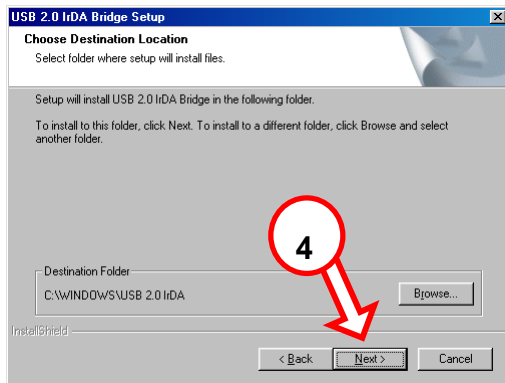 USB 2.0 IrDA Bridge Setup
Choose Destination Location
Select folder where setup will install files.
Setup will install USB 2.0 IrDA Bridge in the following folder.
To install to this folder, click Next. To install to a different folder, click Browse and select
another folder.
4
Destination Folder
C:\WINDOWS\USB 2.0 IrDA
Browse...
InstallShield
< Back
Next >
Cancel